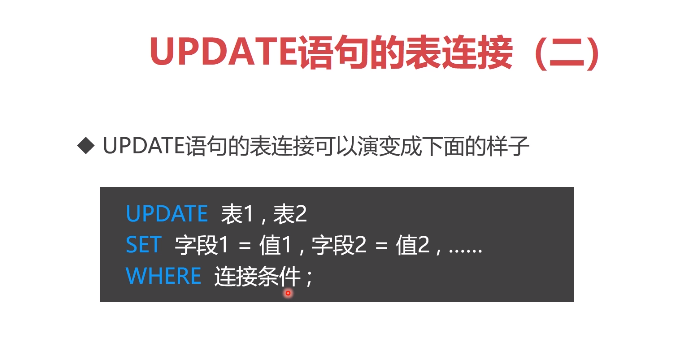 UPDATE语句的表连接（二）
◆ UPDATE语句的表连接可以演变成下面的样子
UPDATE 表1 , 表2
SET 字段1 = 值1 , 字段2 = 值2 , ……
WHERE 连接条件 ;